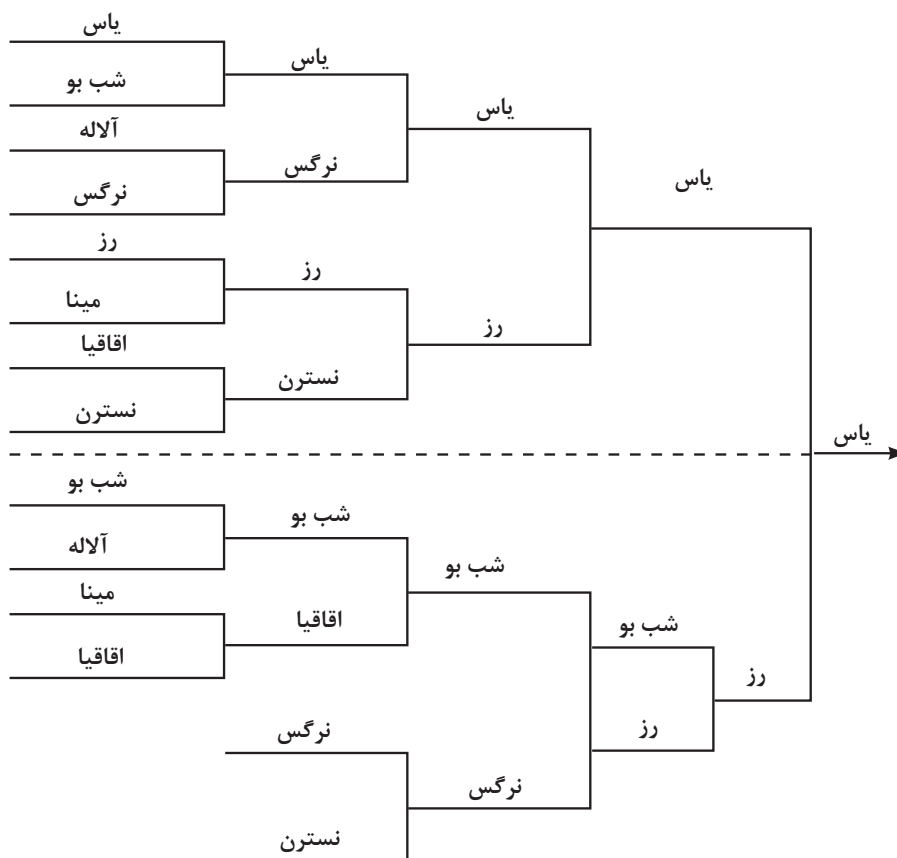 یاس
شب بو
آلاله
نرگس
رز
مینا
اقاقیا
نسترن
یاس
نرگس
رز
نسترن
یاس
رز
یاس
یاس
شب بو
آلاله
مینا
اقاقیا
شب بو
اقاقیا
نرگس
نسترن
شب بو
نرگس
شب بو
رز
رز